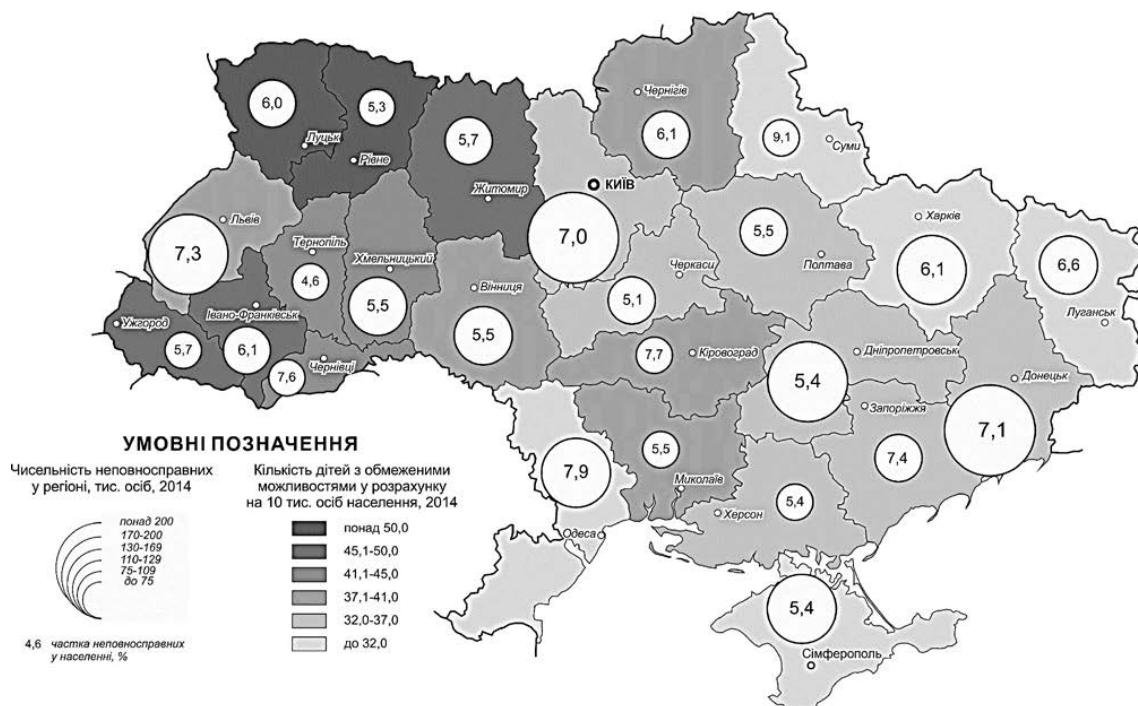 Чернігів
6,0
5,3
5,7
6,1
9,1
Луцьк
Суми
Рівне
КИЇВ
Житомир
Львів
Харків
7,3
7,0
5,5
Тернопіль
Хмельницький
Полтава
6,1
6,6
4,6
Черкаси
Вінниця
5,5
5,1
Івано-Франківськ
Луганськ
Ужгород
5,5
5,7
6,1
Чернівці
7,7
Кіровоград
Дніпропетровськ
7,6
5,4
Донецьк
Запоріжжя
7,1
5,5
7,4
7,9
Миколаїв
5,4
Херсон
Одеса
5,4
Сімферополь
УМОВНІ ПОЗНАЧЕННЯ
Чисельність неповносправних
у регіоні, тис. осіб, 2014
понад 200
170-200
130-169
110-129
75-109
до 75
4,6 частка неповносправних
у населенні, %
Кількість дітей з обмеженими
можливостями у розрахунку
на 10 тис. осіб населення, 2014
понад 50,0
45,1-50,0
41,1-45,0
37,1-41,0
32,0-37,0
до 32,0